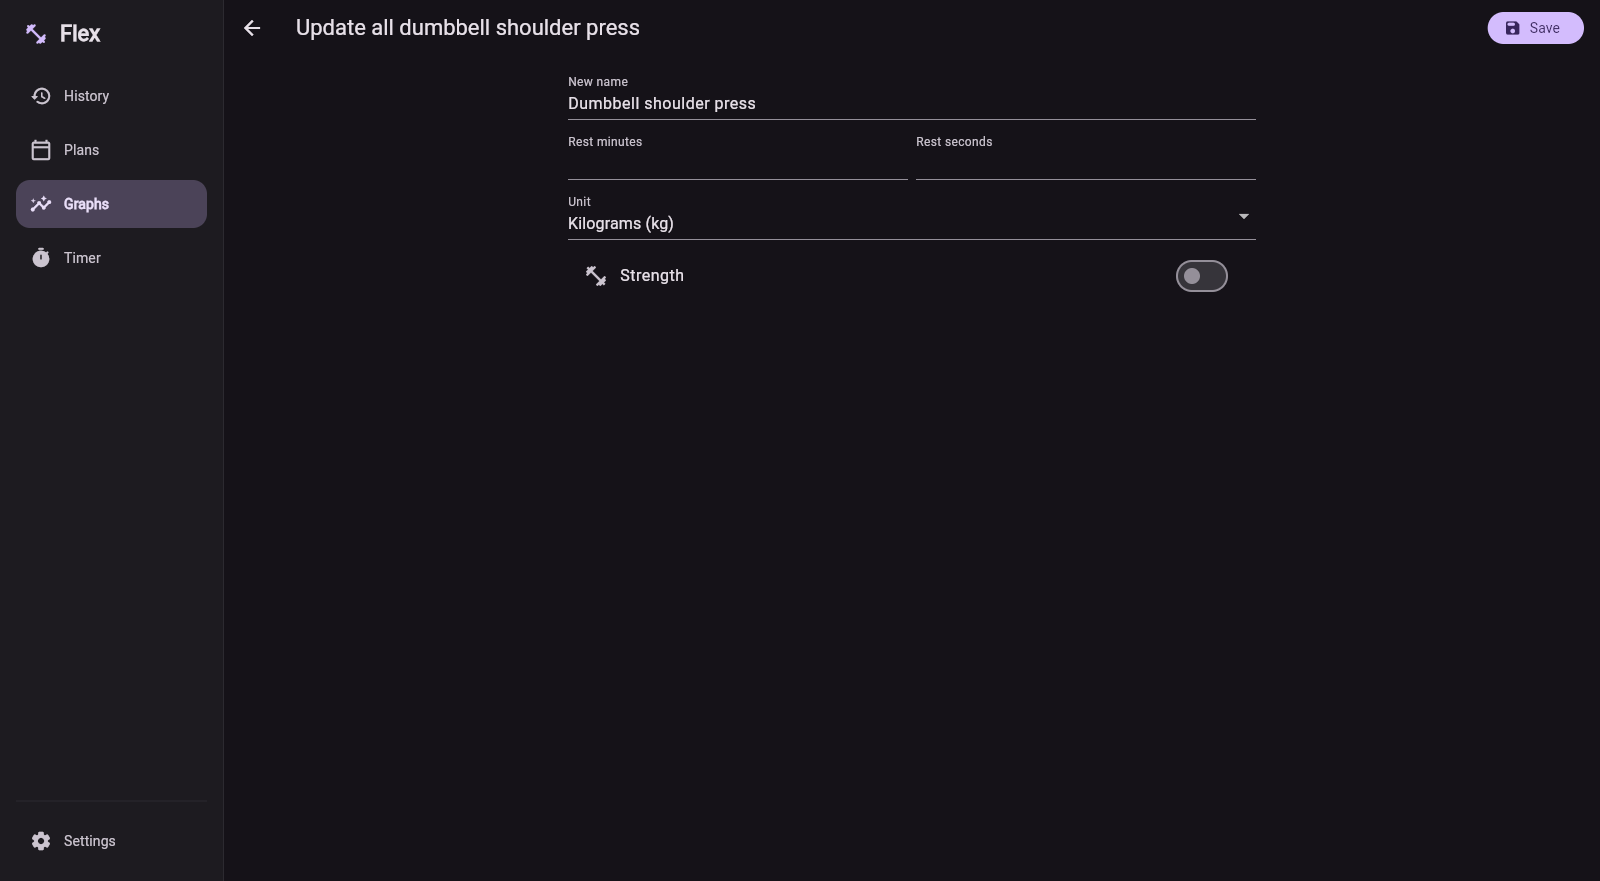 Flex
History
Plans
Graphs
Timer
Settings
Update all dumbbell shoulder press
Save
New name
Dumbbell shoulder press
Rest minutes
Rest seconds
Unit
Kilograms (kg)
Strength